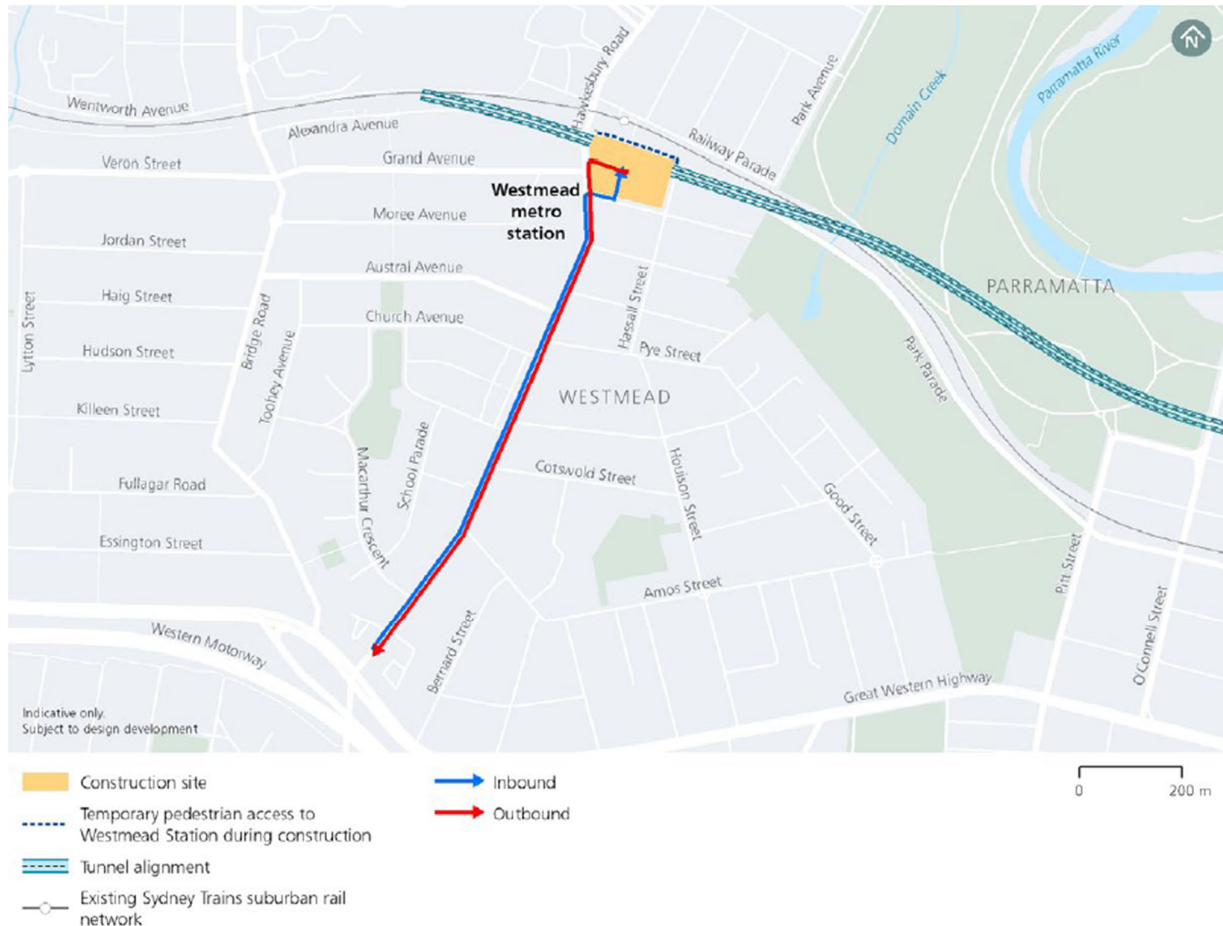 N
Hawkesbury Road
Park Avenue
Domain Creek
Parramatta River
Wentworth Avenue
Alexandra Avenue
Railway Parade
Veron Street
Grand Avenue
Westmead
metro
station
Moree Avenue
Jordan Street
Austral Avenue
PARRAMATTA
Haig Street
Lytton Street
Bridge Road
Church Avenue
Hassall Street
Hudson Street
Toohey Avenue
Pye Street
Park Parade
WESTMEAD
Killeen Street
School Parade
Macarthur Crescent
Cotswold Street
Houison Street
Good Street
Fullagar Road
Essington Street
Amos Street
Pitt Street
O'Connell Street
Western Motorway
Bernard Street
Great Western Highway
Indicative only.
Subject to design development
Construction site
Temporary pedestrian access to
Westmead Station during construction
Tunnel alignment
Existing Sydney Trains suburban rail
network
Inbound
Outbound
0 200 m